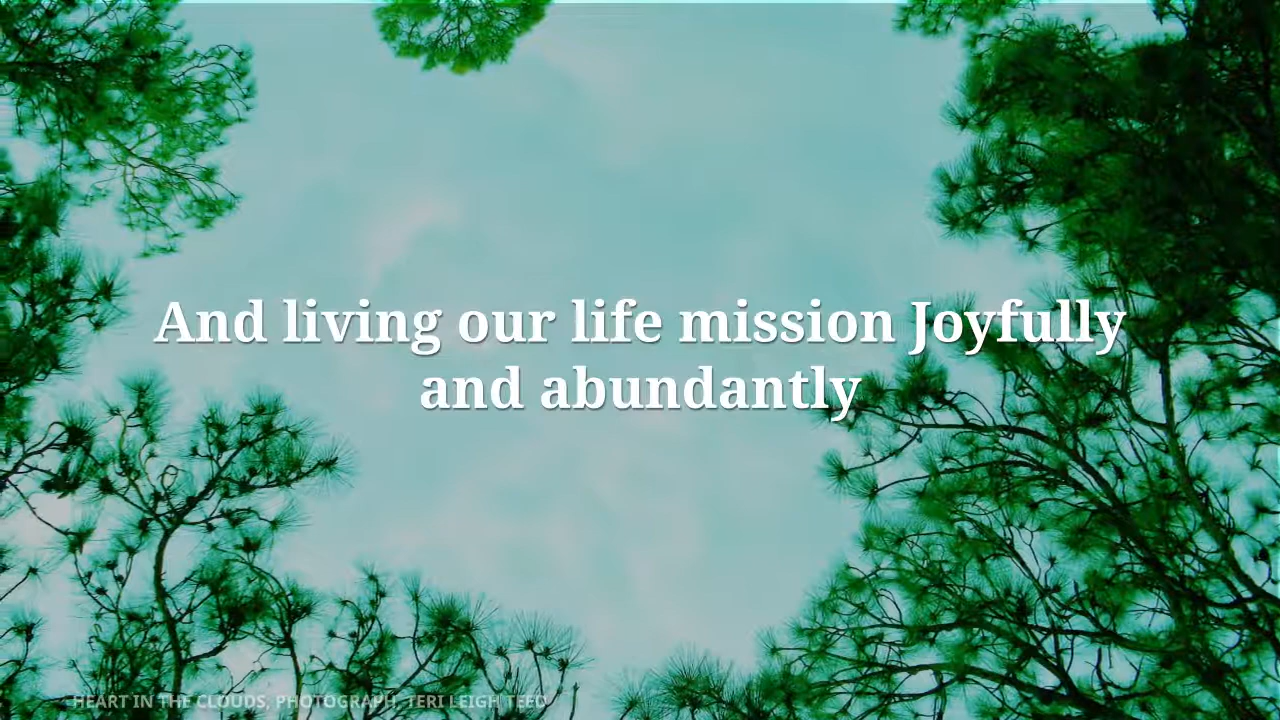 And living our life mission Joyfully
and abundantly
HEART IN THE CLOUDS, PHOTOGRAPH, TERI LEIGH TEED